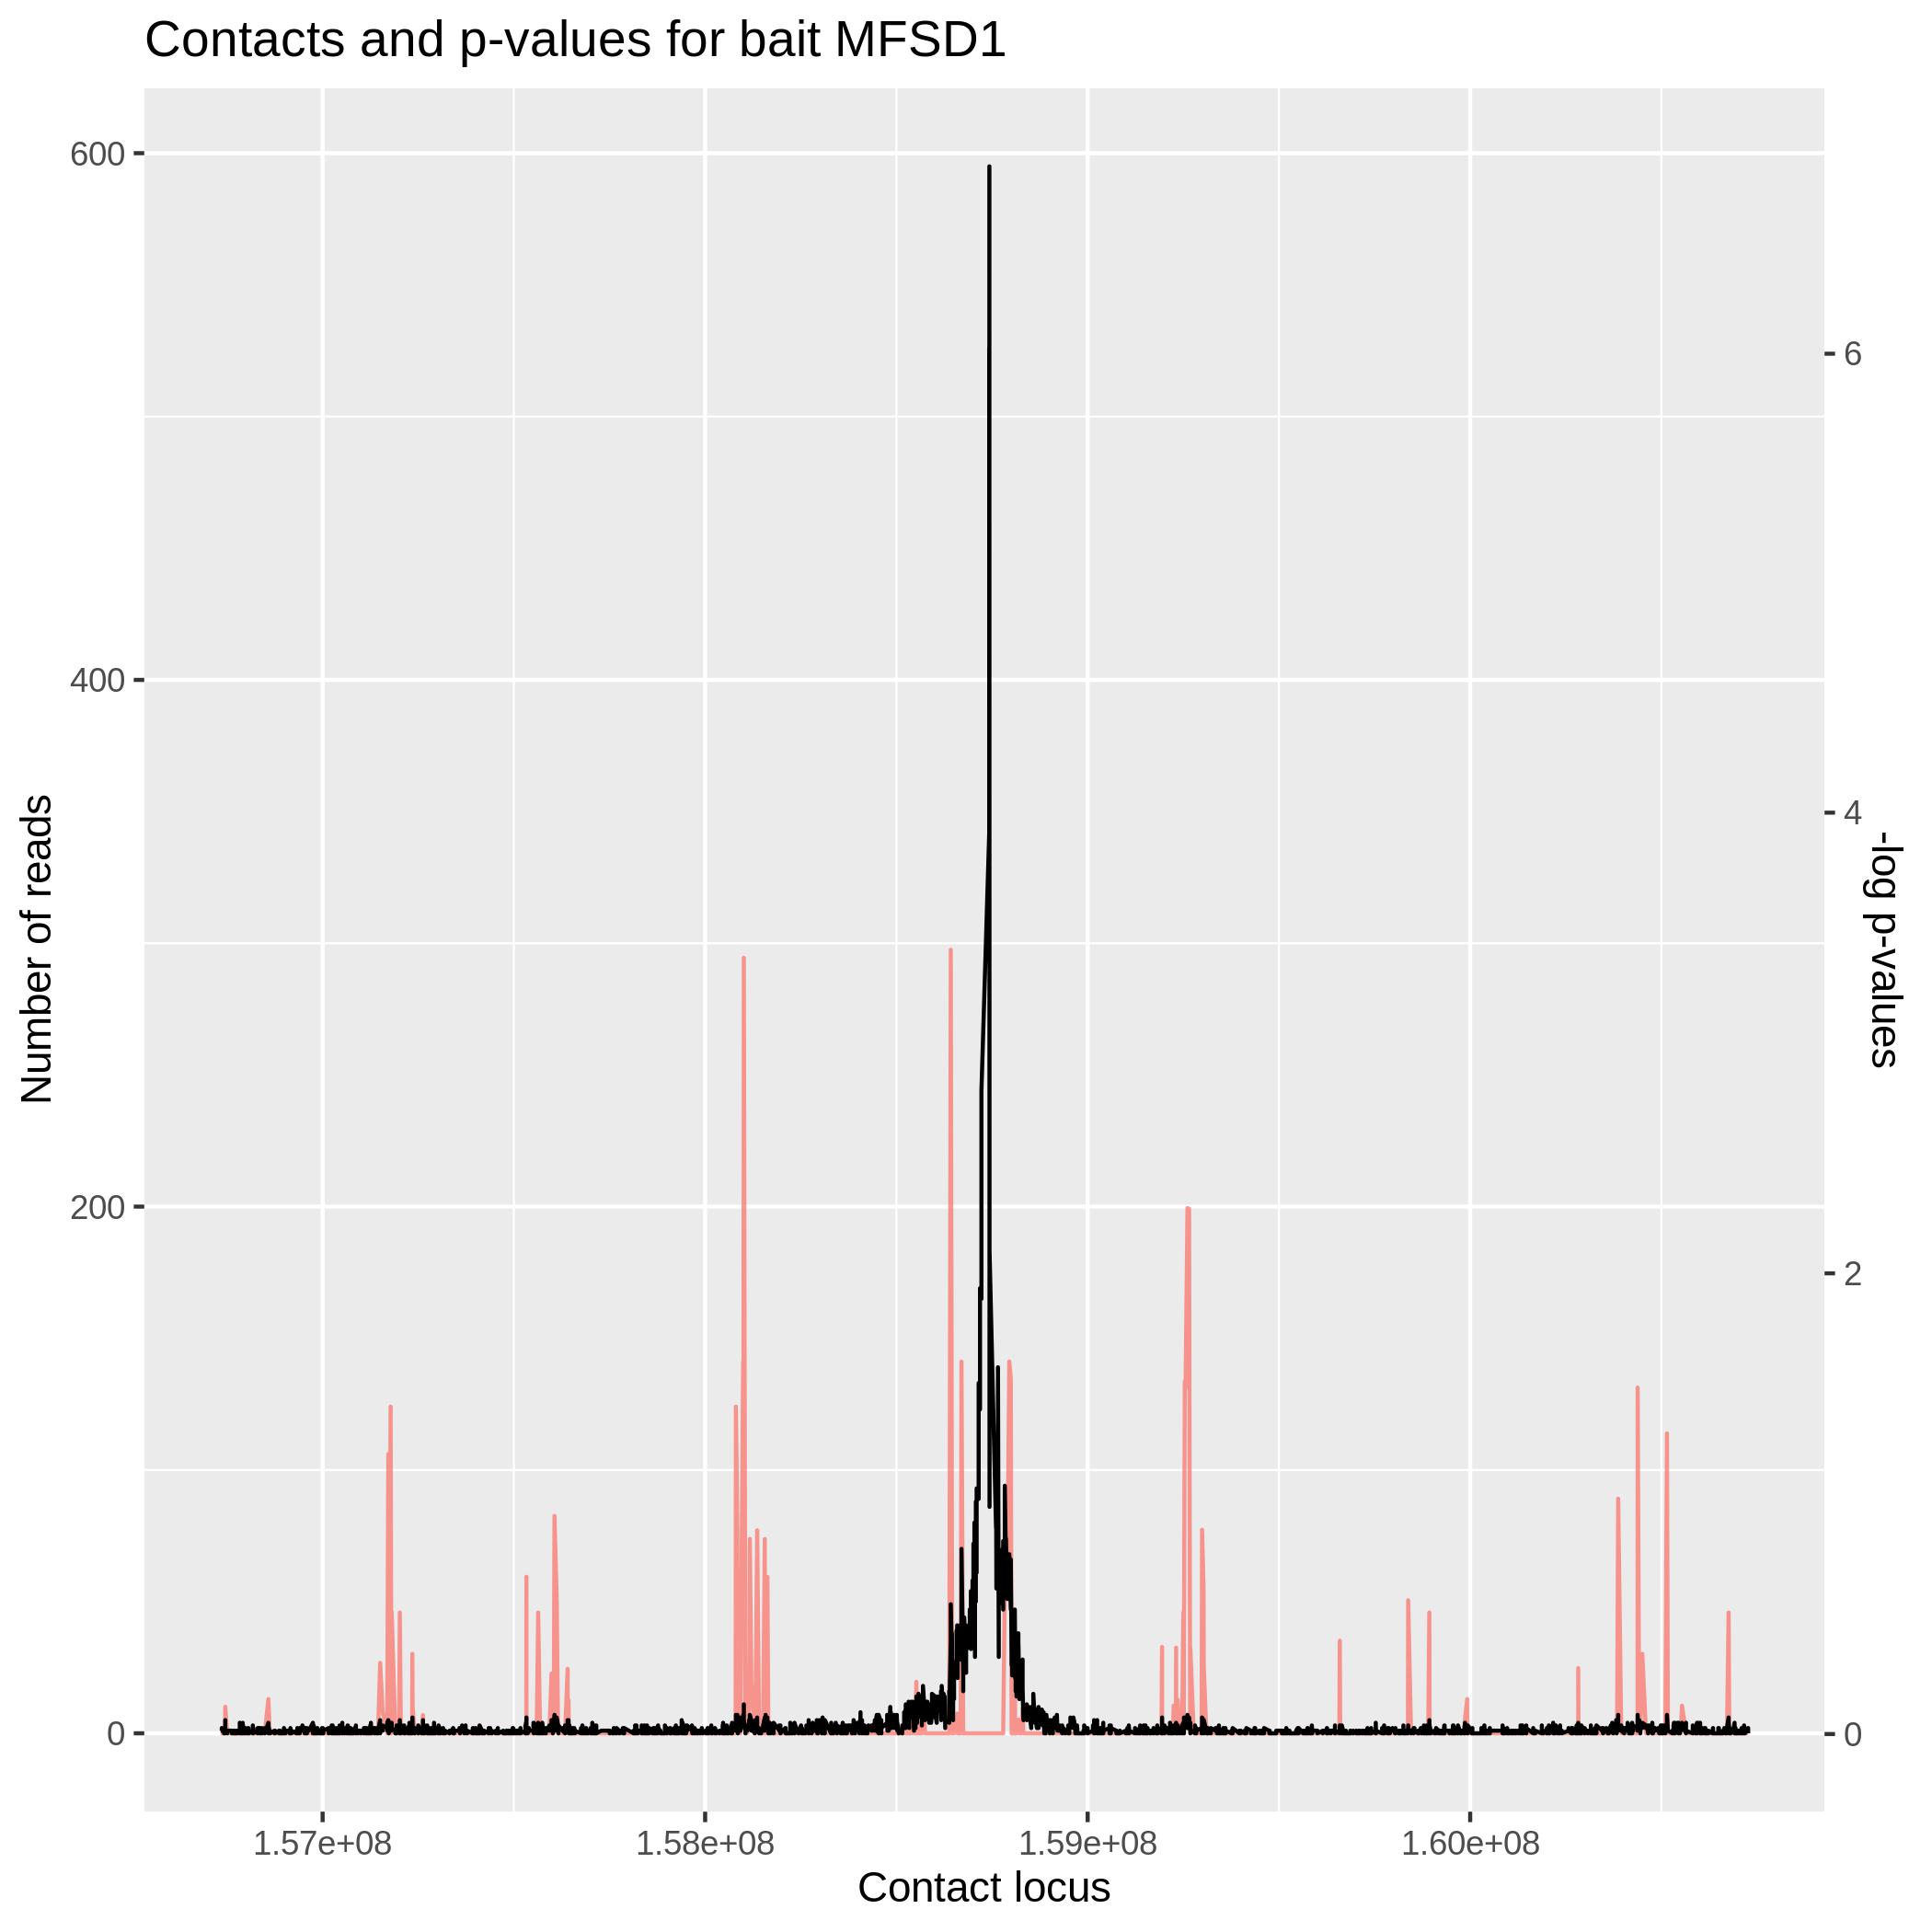 Contacts and p-values for bait MFSD1
600
400
200
0
Number of reads
6
4
2
0
-log p-values
1.57e+08
1.58e+08
1.59e+08
1.60e+08
Contact locus